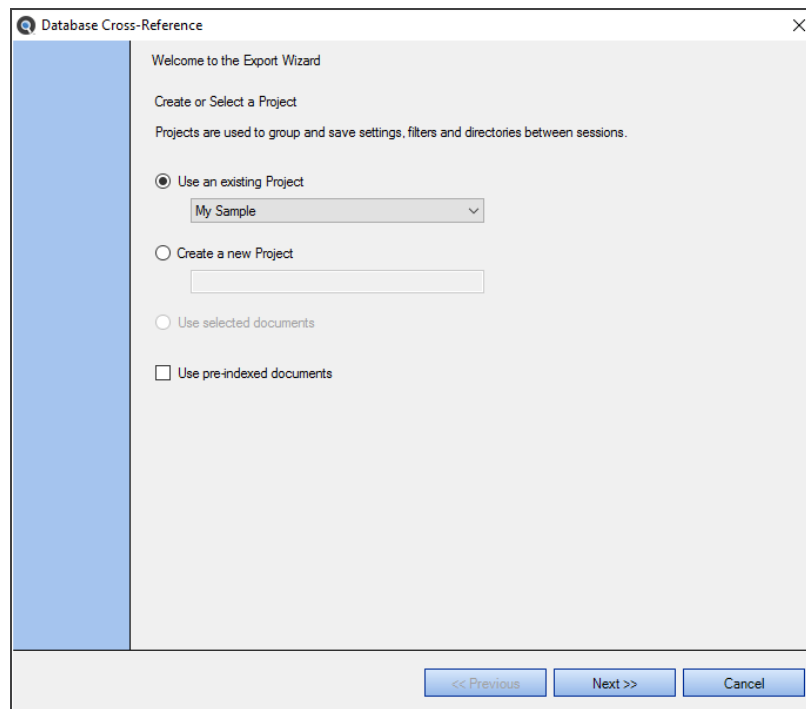 Database Cross-Reference
Welcome to the Export Wizard
Create or Select a Project
Projects are used to group and save settings, filters and directories between sessions.
Use an existing Project
My Sample
Create a new Project
Use selected documents
Use pre-indexed documents
<< Previous Next >> Cancel